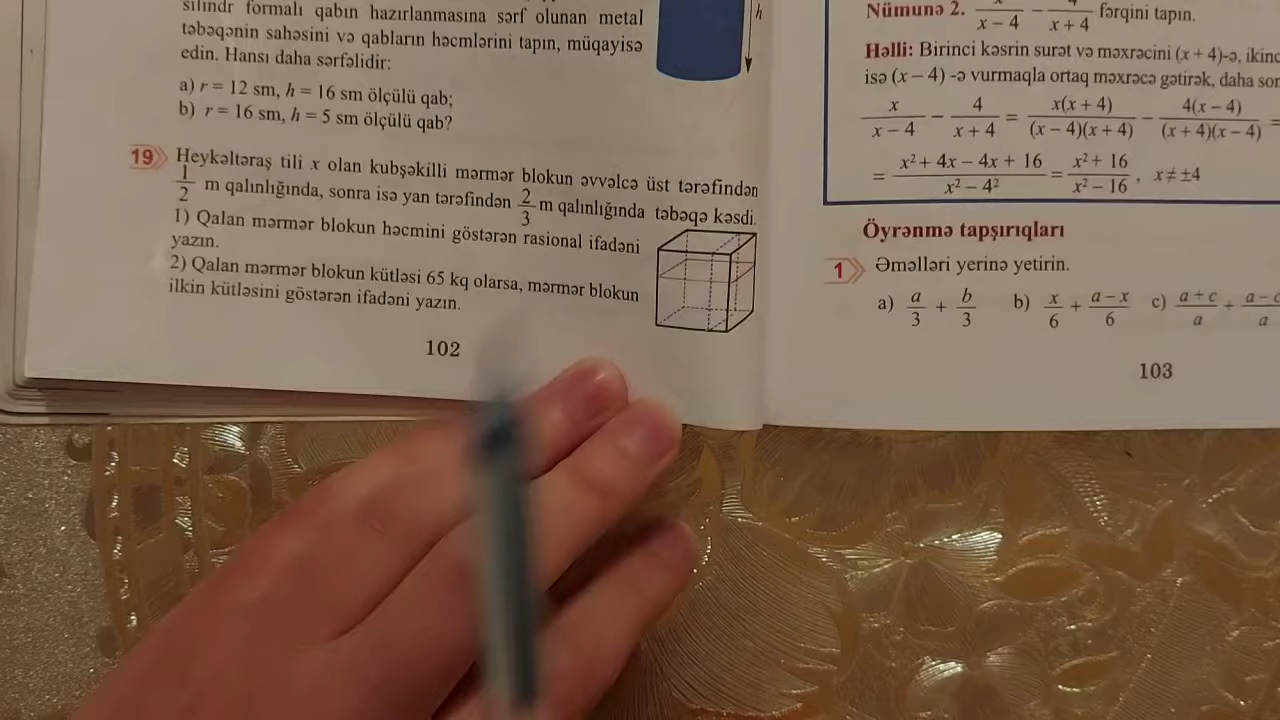 silindr formalı qabın hazırlanmasına sərf olunan metal
təbəqənin sahəsini və qabların həcmlərini tapın, müqayisə
edin. Hansı daha sərfəlidir:
a) r = 12 sm, h = 16 sm ölçülü qab;
b) r = 16 sm, h = 5 sm ölçülü qab?
h
19 Heykəltəraş tili x olan kubşəkilli mərmər blokun əvvəlcə üst tərəfindən
1/2 m qalınlığında, sonra isə yan tərəfindən 2/3 m qalınlığında təbəqə kəsdi.
1) Qalan mərmər blokun həcmini göstərən rasional ifadəni
yazın.
2) Qalan mərmər blokun kütləsi 65 kq olarsa, mərmər blokun
ilkin kütləsini göstərən ifadəni yazın.
102
Nümunə 2. x/(x – 4) – 4/(x + 4) fərqini tapın.
Həlli: Birinci kəsrin surət və məxrəcini (x + 4)-ə,
isə (x – 4) -ə vurmaqla ortaq məxrəcə gətirək, daha
x/(x – 4) – 4/(x + 4) = x(x + 4)/((x – 4)(x + 4)) – 4(x – 4)/((x + 4)(x – 4)) =
= (x² + 4x – 4x + 16)/(x² – 4²) = (x² + 16)/(x² – 16), x ≠ ±4
Öyrənmə tapşırıqları
1 Əməlləri yerinə yetirin.
a) a/3 + b/3 b) x/6 + (a – x)/6 c) (a + c)/a +
103